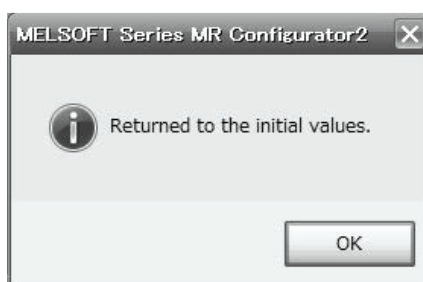 MELSOFT Series MR Configurator2
Returned to the initial values.
OK